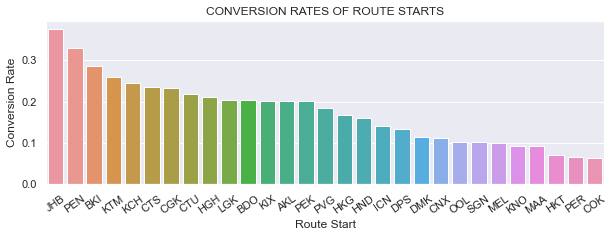 CONVERSION RATES OF ROUTE STARTS
Conversion Rate
0.3
0.2
0.1
0.0
JHB PEN BKI KTM KCH CTS CGK CTU HGH LGK BDO KIX AKL PEK PVG HKG HND ICN DPS DMK CNX OOL SGN MEL KNO MAA HKT PER COK
Route Start